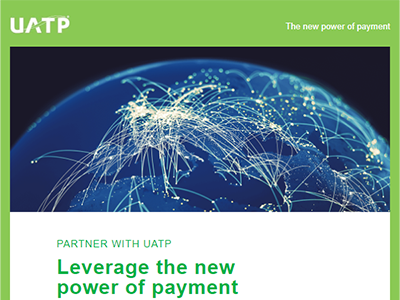 UATP
The new power of payment
PARTNER WITH UATP
Leverage the new
power of payment